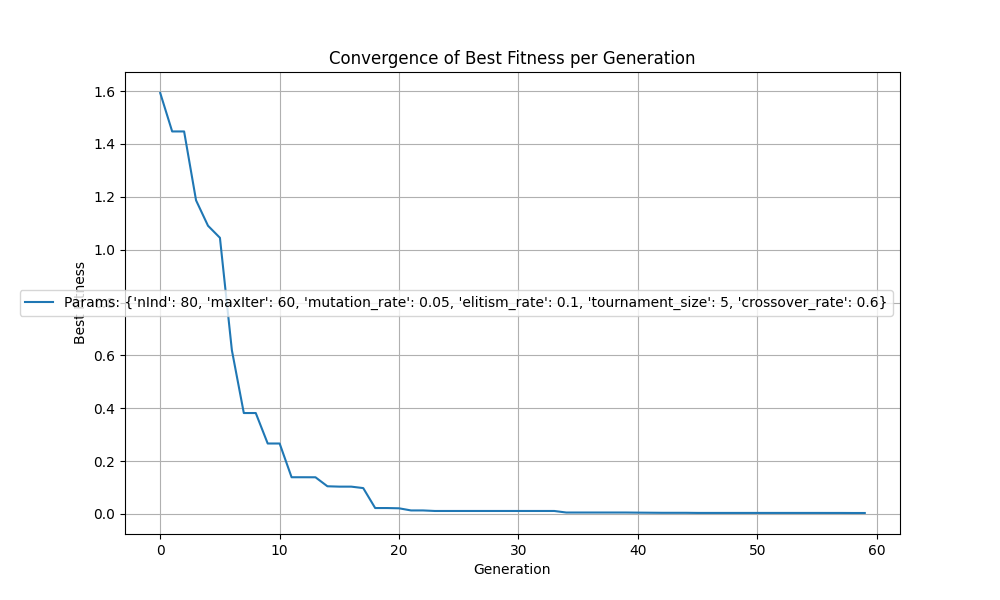 Convergence of Best Fitness per Generation
1.6
1.4
1.2
1.0
0.6
0.4
0.2
0.0
Best
Params: {'nInd': 80, 'maxIter': 60, 'mutation_rate': 0.05, 'elitism_rate': 0.1, 'tournament_size': 5, 'crossover_rate': 0.6}
0 10 20 30 40 50 60
Generation